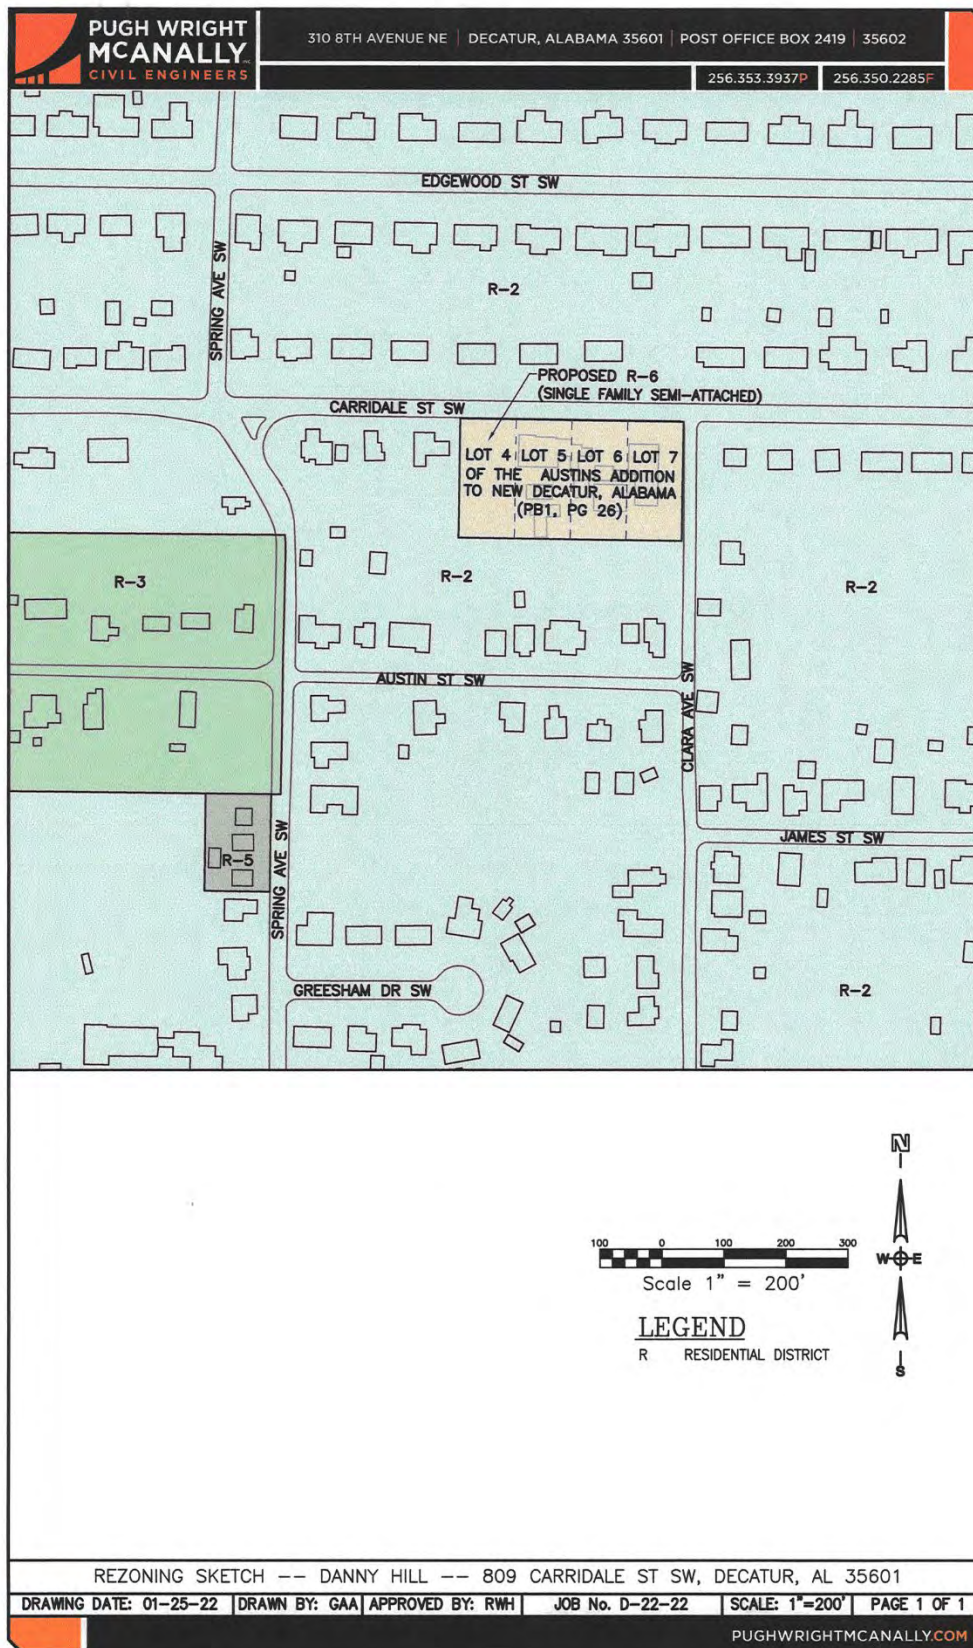 PUGH WRIGHT
MCANALLY INC
CIVIL ENGINEERS
310 8TH AVENUE NE | DECATUR, ALABAMA 35601 | POST OFFICE BOX 2419 | 35602
256.353.3937P
256.350.2285F
EDGEWOOD ST SW
SPRING AVE SW
R-2
PROPOSED R-6
(SINGLE FAMILY SEMI-ATTACHED)
CARRIDALE ST SW
LOT 4 LOT 5 LOT 6 LOT 7
OF THE AUSTINS ADDITION
TO NEW DECATUR, ALABAMA
(PB1, PG 26)
R-3
R-2
R-2
AUSTIN ST SW
CLARA AVE SW
JAMES ST SW
R-5
SPRING AVE SW
GREESHAM DR SW
R-2
N
100 0 100 200 300
W E
Scale 1" = 200'
LEGEND
R RESIDENTIAL DISTRICT
S
REZONING SKETCH -- DANNY HILL -- 809 CARRIDALE ST SW, DECATUR, AL 35601
DRAWING DATE: 01-25-22 DRAWN BY: GAA APPROVED BY: RWH JOB No. D-22-22 SCALE: 1"=200' PAGE 1 OF 1
PUGHWRIGHTMCANALLY.COM